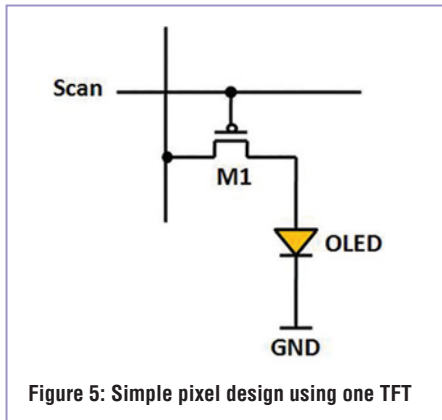 Scan
M1
OLED
GND
Figure 5: Simple pixel design using one TFT